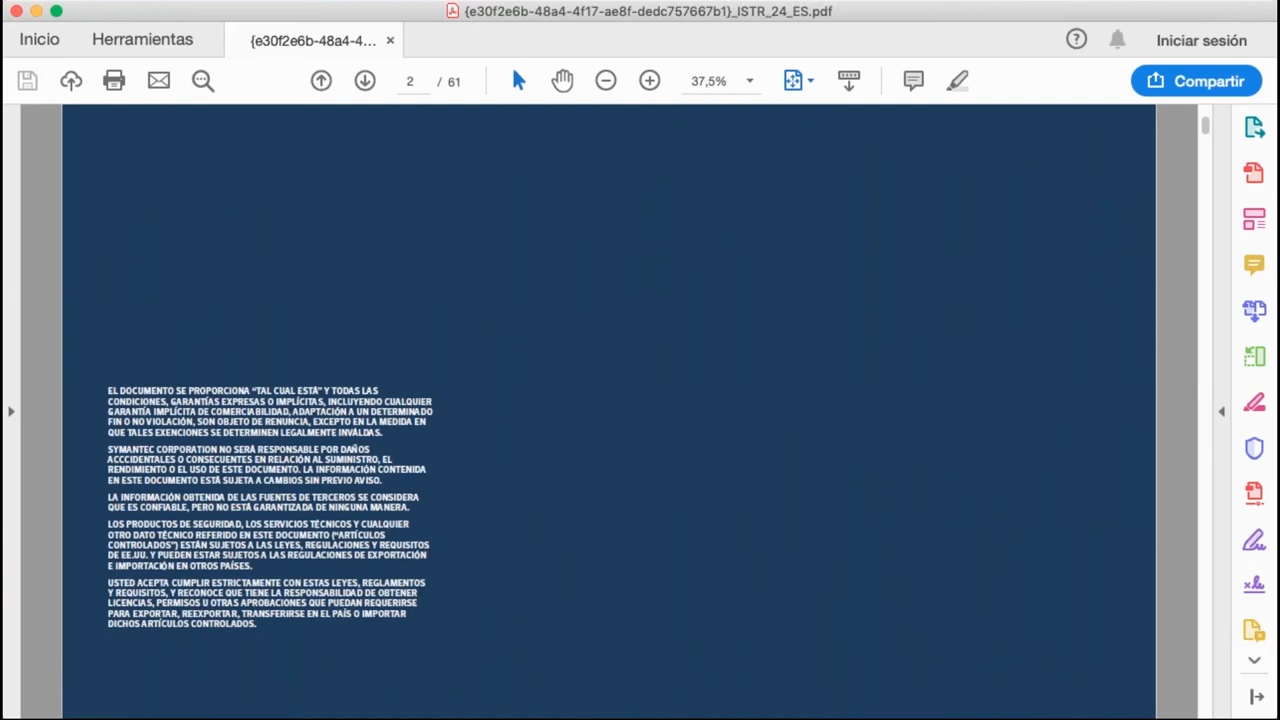 {e30f2e6b-48a4-4f17-ae8f-dedc757667b1}_ISTR_24_ES.pdf
Inicio
Herramientas
{e30f2e6b-48a4-4...
Iniciar sesión
2 / 61
37,5%
Compartir
EL DOCUMENTO SE PROPORCIONA “TAL CUAL ESTÁ” Y TODAS LAS
CONDICIONES, GARANTÍAS EXPRESAS O IMPLÍCITAS, INCLUYENDO CUALQUIER
GARANTÍA IMPLÍCITA DE COMERCIABILIDAD, ADAPTACIÓN A UN DETERMINADO
FIN O NO VIOLACIÓN, SON OBJETO DE RENUNCIA, EXCEPTO EN LA MEDIDA EN
QUE TALES EXENCIONES SE DETERMINEN LEGALMENTE INVÁLDAS.
SYMANTEC CORPORATION NO SERÁ RESPONSABLE POR DAÑOS
ACCCIDENTALES O CONSECUENTES EN RELACIÓN AL SUMINISTRO, EL
RENDIMIENTO O EL USO DE ESTE DOCUMENTO. LA INFORMACIÓN CONTENIDA
EN ESTE DOCUMENTO ESTÁ SUJETA A CAMBIOS SIN PREVIO AVISO.
LA INFORMACIÓN OBTENIDA DE LAS FUENTES DE TERCEROS SE CONSIDERA
QUE ES CONFIABLE, PERO NO ESTÁ GARANTIZADA DE NINGUNA MANERA.
LOS PRODUCTOS DE SEGURIDAD, LOS SERVICIOS TÉCNICOS Y CUALQUIER
OTRO DATO TÉCNICO REFERIDO EN ESTE DOCUMENTO (“ARTÍCULOS
CONTROLADOS”) ESTÁN SUJETOS A LAS LEYES, REGULACIONES Y REQUISITOS
DE EE.UU. Y PUEDEN ESTAR SUJETOS A LAS REGULACIONES DE EXPORTACIÓN
E IMPORTACIÓN EN OTROS PAÍSES.
USTED ACEPTA CUMPLIR ESTRICTAMENTE CON ESTAS LEYES, REGLAMENTOS
Y REQUISITOS, Y RECONOCE QUE TIENE LA RESPONSABILIDAD DE OBTENER
LICENCIAS, PERMISOS U OTRAS APROBACIONES QUE PUEDAN REQUERIRSE
PARA EXPORTAR, REEXPORTAR, TRANSFERIRSE EN EL PAÍS O IMPORTAR
DICHOS ARTÍCULOS CONTROLADOS.